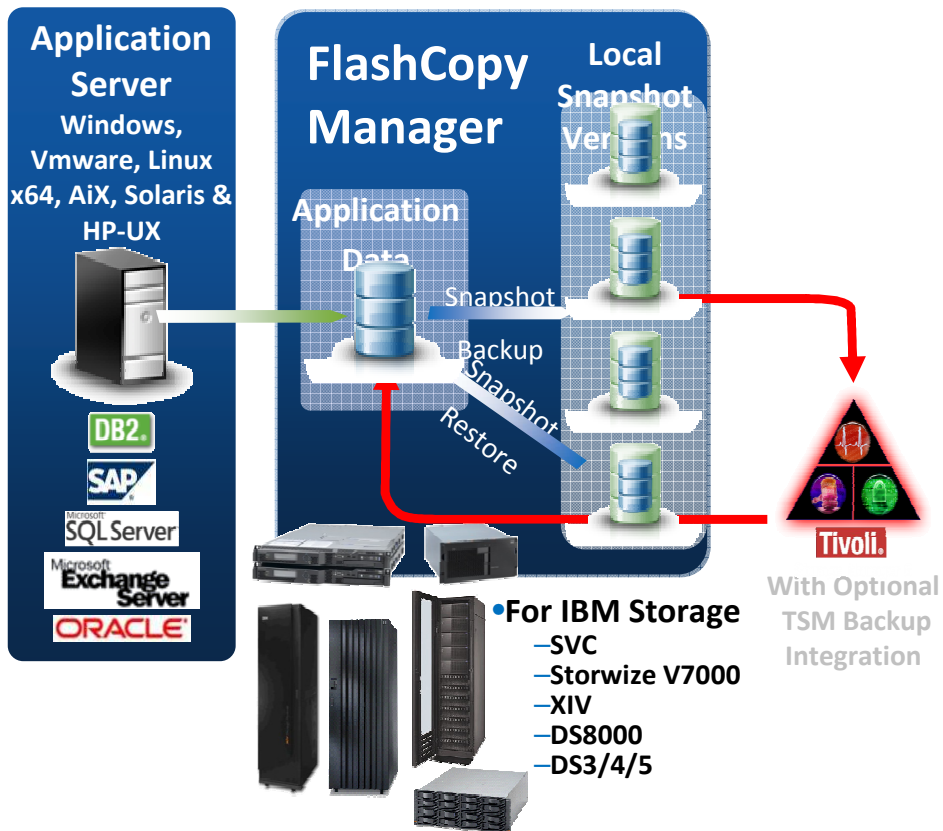 Application
Server
Windows,
Vmware, Linux
x64, AiX, Solaris &
HP-UX
DB2.
SAP
Microsoft
SQL Server
Microsoft
Exchange
Server
ORACLE
FlashCopy
Manager
Application
Data
Snapshot
Backup
Snapshot
Restore
Local
Snapshot
Versions
Tivoli.
With Optional
TSM Backup
Integration
•For IBM Storage
–SVC
–Storwize V7000
–XIV
–DS8000
–DS3/4/5